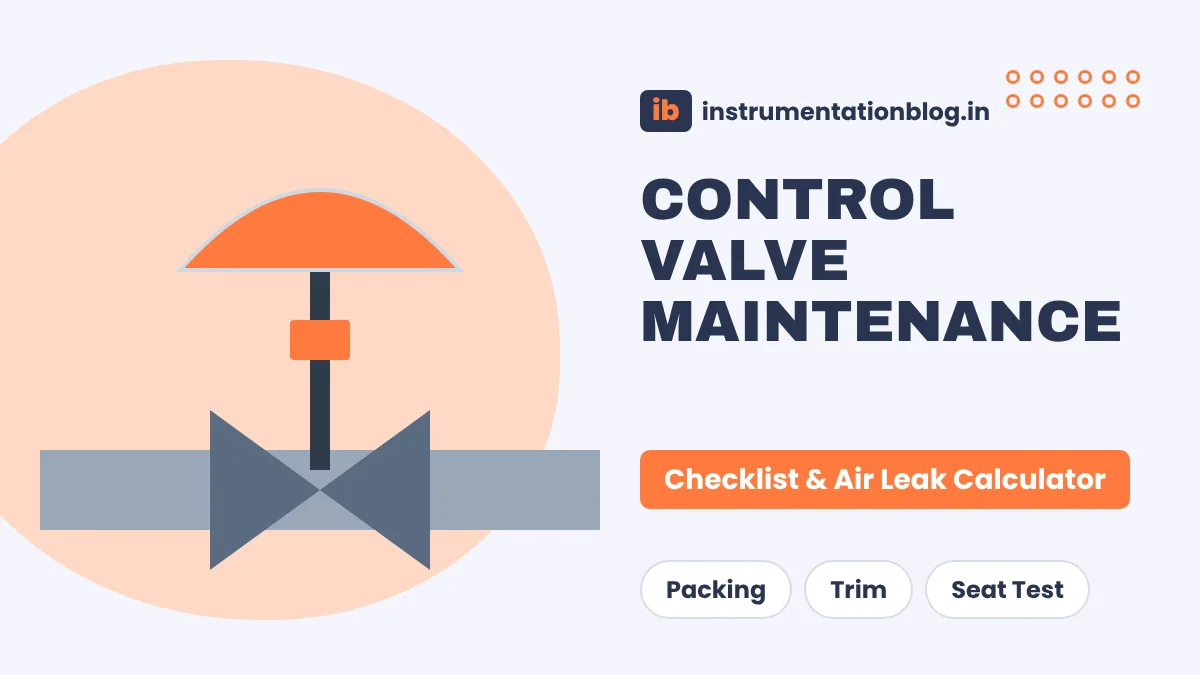 ib instrumentationblog.in
CONTROL
VALVE
MAINTENANCE
Checklist & Air Leak Calculator
Packing Trim Seat Test